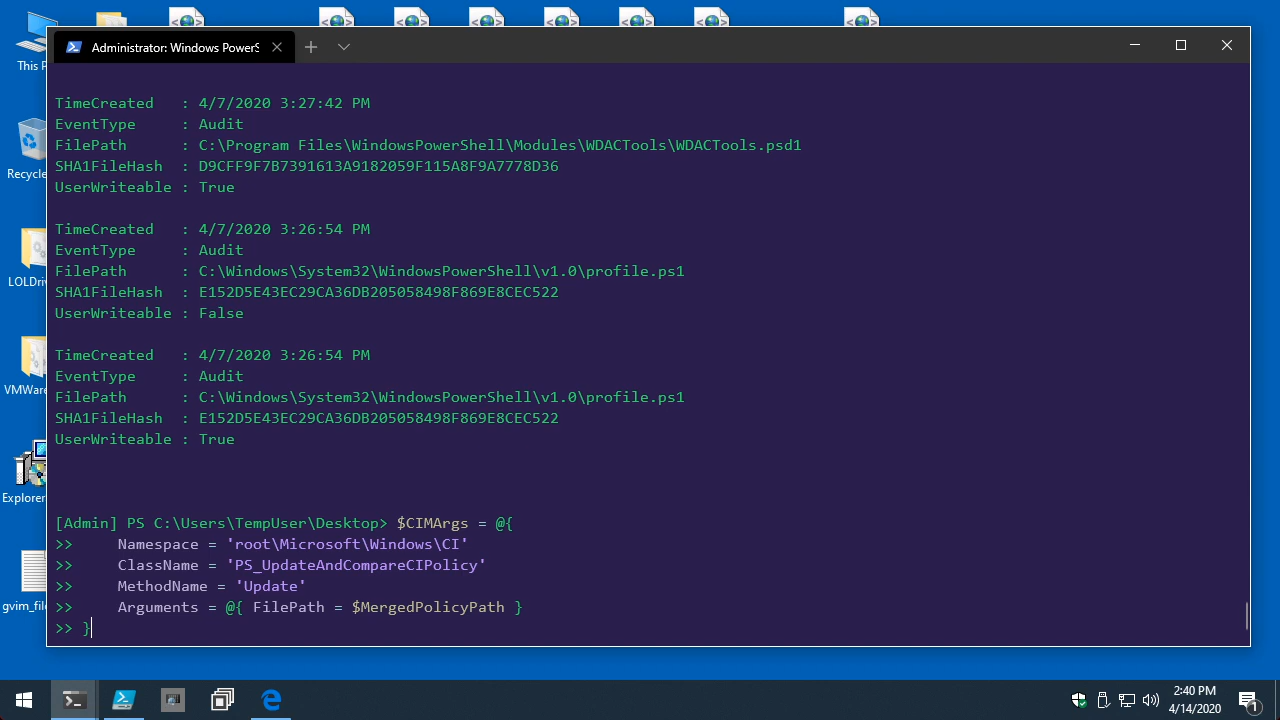 This P
Administrator: Windows PowerS
TimeCreated   : 4/7/2020 3:27:42 PM
EventType     : Audit
FilePath      : C:\Program Files\WindowsPowerShell\Modules\WDACTools\WDACTools.psd1
SHA1FileHash  : D9CFF9F7B7391613A9182059F115A8F9A7778D36
UserWriteable : True
Recycle
TimeCreated   : 4/7/2020 3:26:54 PM
EventType     : Audit
FilePath      : C:\Windows\System32\WindowsPowerShell\v1.0\profile.ps1
SHA1FileHash  : E152D5E43EC29CA36DB205058498F869E8CEC522
UserWriteable : False
LOLDriv
TimeCreated   : 4/7/2020 3:26:54 PM
EventType     : Audit
FilePath      : C:\Windows\System32\WindowsPowerShell\v1.0\profile.ps1
SHA1FileHash  : E152D5E43EC29CA36DB205058498F869E8CEC522
UserWriteable : True
VMWare
Explorer
[Admin] PS C:\Users\TempUser\Desktop> $CIMArgs = @{
>>     Namespace = 'root\Microsoft\Windows\CI'
>>     ClassName = 'PS_UpdateAndCompareCIPolicy'
>>     MethodName = 'Update'
>>     Arguments = @{ FilePath = $MergedPolicyPath }
>> }
gvim_file
2:40 PM
4/14/2020
1